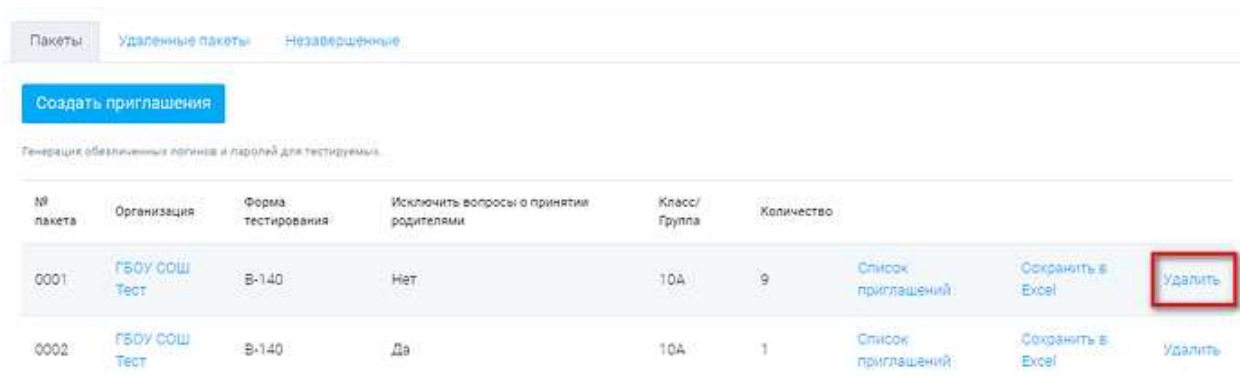 Пакеты Удаленные пакеты Незавершенные
Создать приглашения
Генерация обезличенных логинов и паролей для тестируемых.
№ пакета Организация Форма тестирования Исключить вопросы о принятии родителями Класс/ Группа Количество
0001 ГБОУ СОШ Тест B-140 Нет 10А 9 Список приглашений Сохранить в Excel Удалить
0002 ГБОУ СОШ Тест B-140 Да 10А 1 Список приглашений Сохранить в Excel Удалить